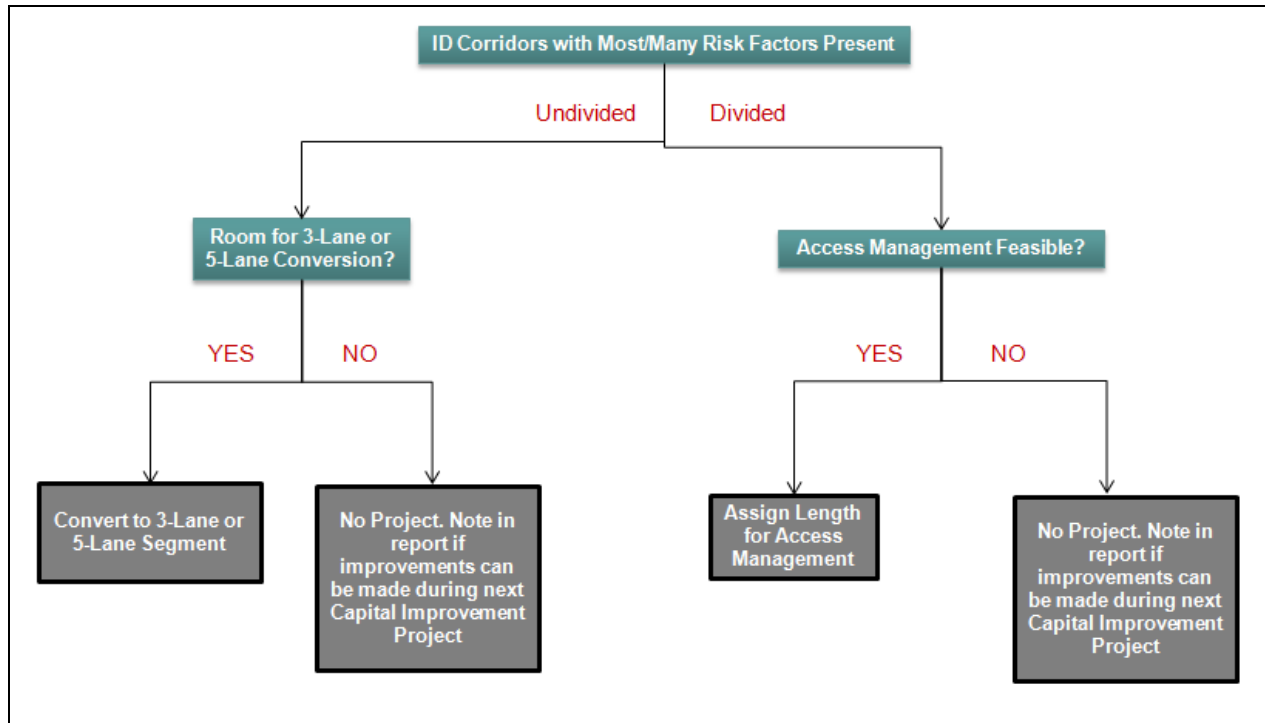 ID Corridors with Most/Many Risk Factors Present
Undivided
Divided
Room for 3-Lane or
5-Lane Conversion?
Access Management Feasible?
YES
NO
YES
NO
Convert to 3-Lane or
5-Lane Segment
No Project. Note in
report if
improvements can
be made during next
Capital Improvement
Project
Assign Length
for Access
Management
No Project. Note in
report if
improvements can
be made during next
Capital Improvement
Project